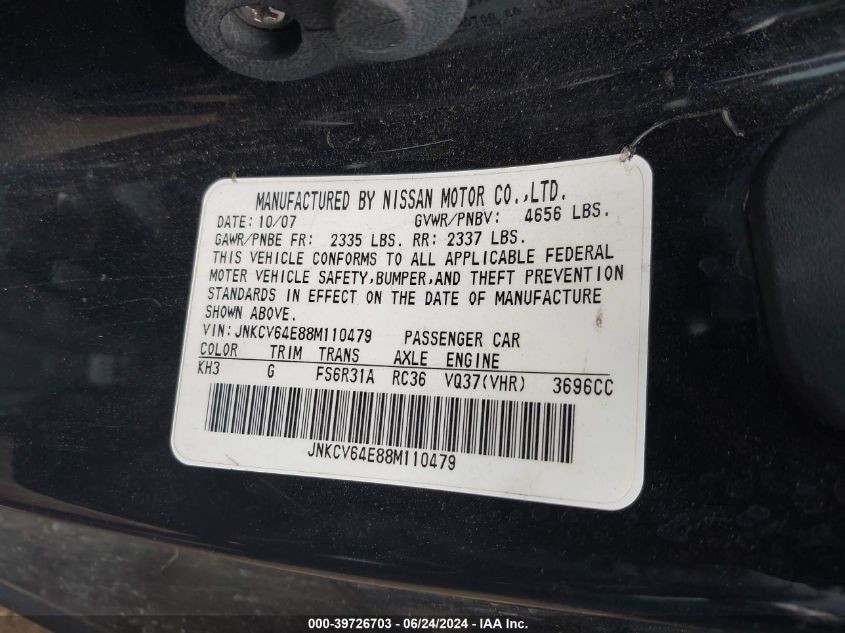 MANUFACTURED BY NISSAN MOTOR CO.,LTD.
DATE: 10/07 GVWR/PNBV: 4656 LBS.
GAWR/PNBE FR: 2335 LBS. RR: 2337 LBS.
THIS VEHICLE CONFORMS TO ALL APPLICABLE FEDERAL
MOTER VEHICLE SAFETY,BUMPER,AND THEFT PREVENTION
STANDARDS IN EFFECT ON THE DATE OF MANUFACTURE
SHOWN ABOVE.
VIN: JNKCV64E88M110479 PASSENGER CAR
COLOR TRIM TRANS AXLE ENGINE
KH3 G FS6R31A RC36 VQ37(VHR) 3696CC
JNKCV64E88M110479
000-39726703 - 06/24/2024 - Copart, IAA Inc.